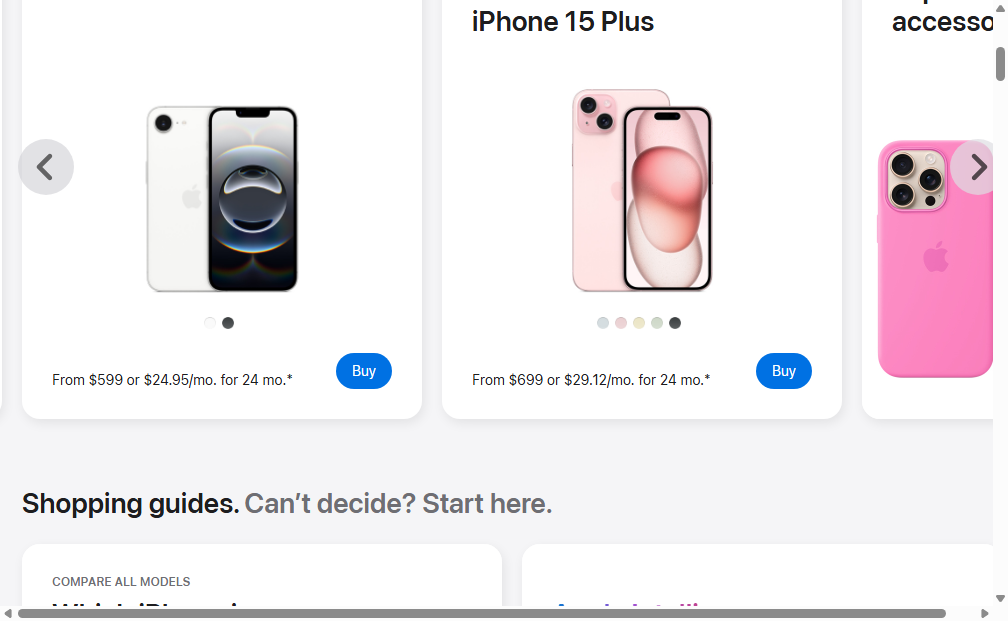 iPhone 15 Plus
accesso
From $599 or $24.95/mo. for 24 mo.*
Buy
From $699 or $29.12/mo. for 24 mo.*
Buy
Shopping guides. Can’t decide? Start here.
COMPARE ALL MODELS